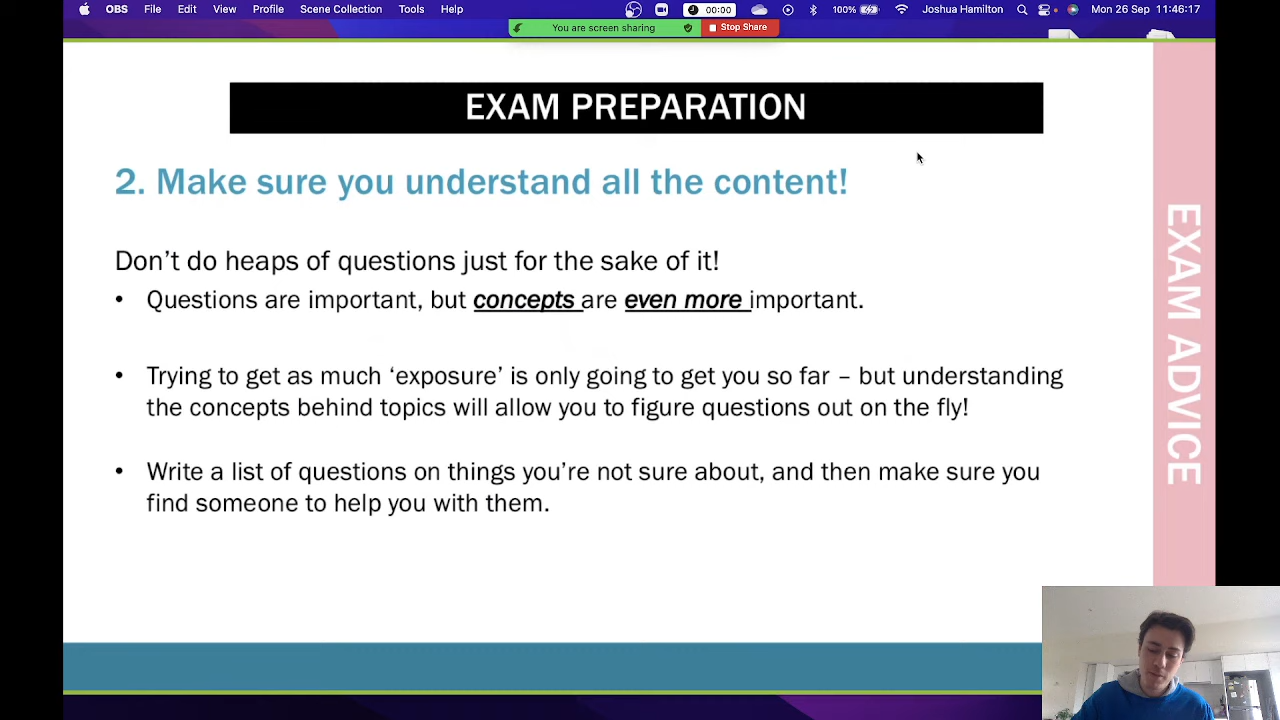 OBS File Edit View Profile Scene Collection Tools Help 00:00 100% Joshua Hamilton Mon 26 Sep 11:46:17
You are screen sharing Stop Share
EXAM PREPARATION
2. Make sure you understand all the content!
Don’t do heaps of questions just for the sake of it!
• Questions are important, but concepts are even more important.
• Trying to get as much ‘exposure’ is only going to get you so far – but understanding
the concepts behind topics will allow you to figure questions out on the fly!
• Write a list of questions on things you’re not sure about, and then make sure you
find someone to help you with them.
EXAM ADVICE